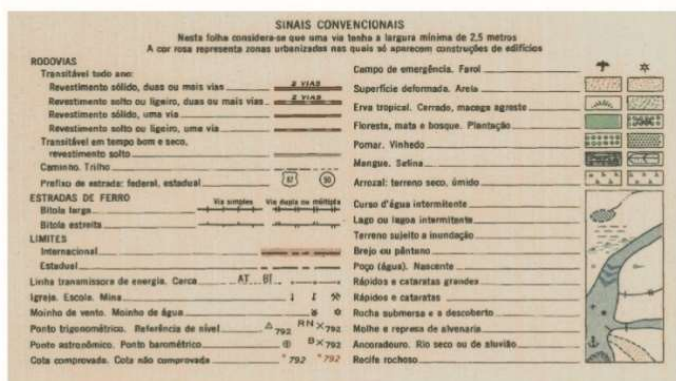 SINAIS CONVENCIONAIS
Nesta folha considera-se que uma via tenha a largura mínima de 2,5 metros
A cor rosa representa zonas urbanizadas nas quais só aparecem construções de edifícios
RODOVIAS
Transitável todo ano:
Revestimento sólido, duas ou mais vias 2 VIAS
Revestimento solto ou ligeiro, duas ou mais vias 2 VIAS
Revestimento sólido, uma via
Revestimento solto ou ligeiro, uma via
Transitável em tempo bom e seco,
revestimento solto
Caminho. Trilho
Prefixo de estrada: federal, estadual
ESTRADAS DE FERRO Via simples Via dupla ou múltipla
Bitola larga
Bitola estreita
LIMITES
Internacional
Estadual
Linha transmissora de energia. Cerca AT BT
Igreja. Escola. Mina
Moinho de vento. Moinho de água
Ponto trigonométrico. Referência de nível 792 RN 792
Ponto astronômico. Ponto barométrico B 792
Cota comprovada. Cota não comprovada 792 792
Campo de emergência. Farol
Superfície deformada. Areia
Erva tropical. Cerrado, macega agreste
Floresta, mata e bosque. Plantação
Pomar. Vinhedo
Mangue. Salina
Arrozal: terreno seco, úmido
Curso d'água intermitente
Lago ou lagoa intermitente
Terreno sujeito a inundação
Brejo ou pântano
Poço (água). Nascente
Rápidos e cataratas grandes
Rápidos e cataratas
Rocha submersa e a descoberto
Molhe e represa de alvenaria
Ancoradouro. Rio seco ou de aluvião
Recife rochoso